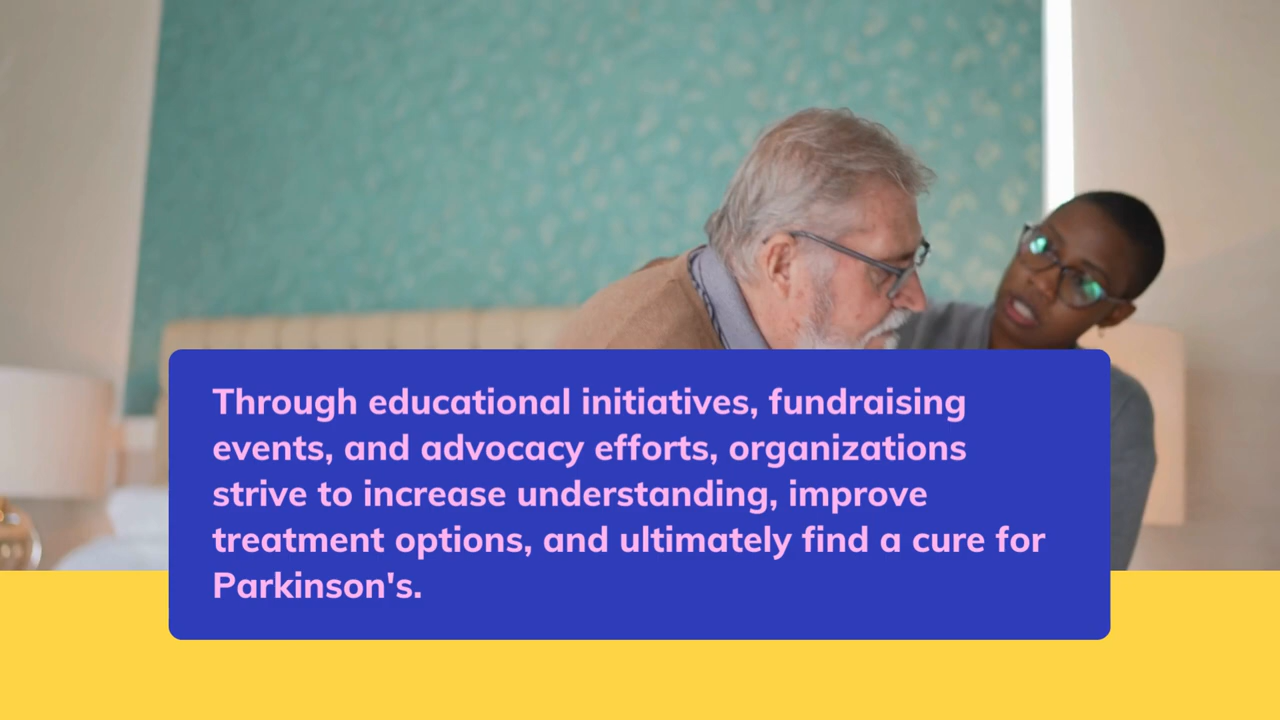 Through educational initiatives, fundraising
events, and advocacy efforts, organizations
strive to increase understanding, improve
treatment options, and ultimately find a cure for
Parkinson's.